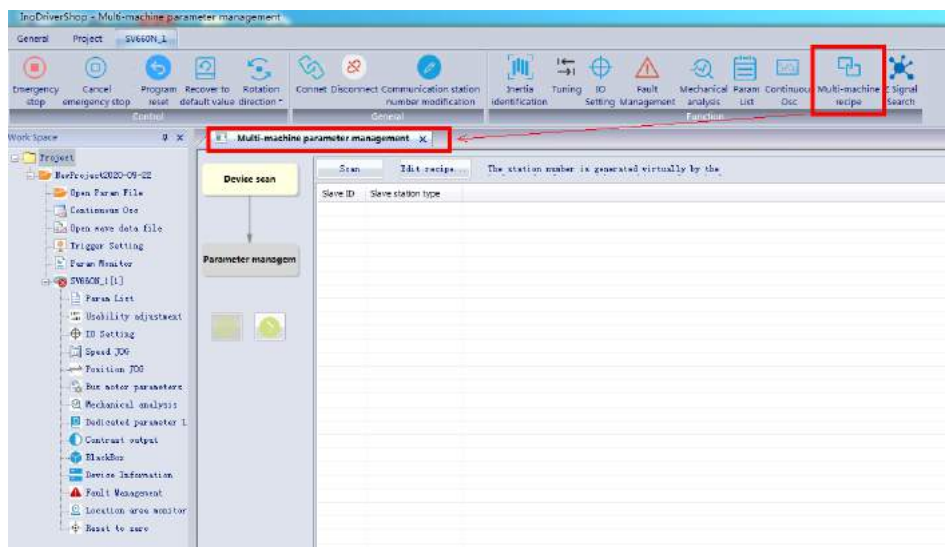 InoDriverShop - Multi-machine parameter management
General Project SV660N_1
Emergency stop
Cancel emergency stop
Program reset
Recover to default value
Rotation direction
Connet
Disconnect
Communication station number modification
Inertia identification
Tuning
IO Setting
Fault Management
Mechanical analysis
Param List
Continuou Osc
Multi-machine recipe
Z Signal Search
Control General Function
Work Space
Multi-machine parameter management x
Project
NewProject2020-09-22
Open Param File
Continuous Osc
Open wave data file
Trigger Setting
Param Monitor
SV660N_1[1]
Param List
Usability adjustment
IO Setting
Speed JOG
Position JOG
Bus motor parameters
Mechanical analysis
Dedicated parameter l
Contrast output
BlackBox
Device Information
Fault Management
Location area monitor
Reset to zero
Device scan
Parameter managem
Scan Edit recipe... The station number is generated virtually by the
Slave ID Slave station type